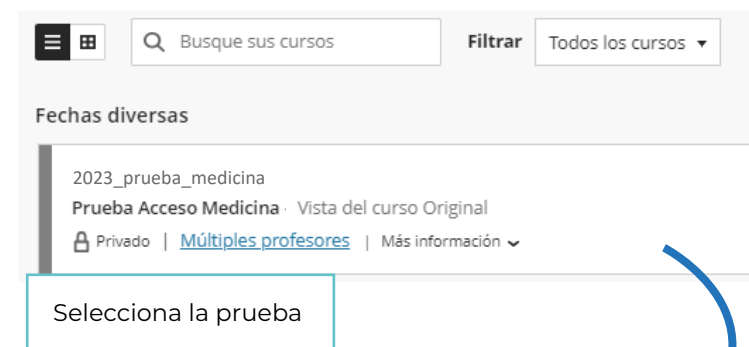 Busque sus cursos Filtrar Todos los cursos
Fechas diversas
2023_prueba_medicina
Prueba Acceso Medicina · Vista del curso Original
Privado | Múltiples profesores | Más información
Selecciona la prueba